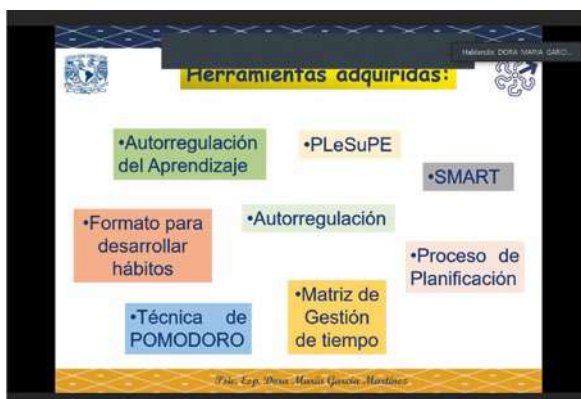 Hablando: DORA MARIA GARCI...
Herramientas adquiridas:
•Autorregulación
del Aprendizaje
•PLeSuPE
•SMART
•Formato para
desarrollar
hábitos
•Autorregulación
•Proceso de
Planificación
•Técnica de
POMODORO
•Matriz de
Gestión
de tiempo
Psic. Esp. Dora María García Martínez